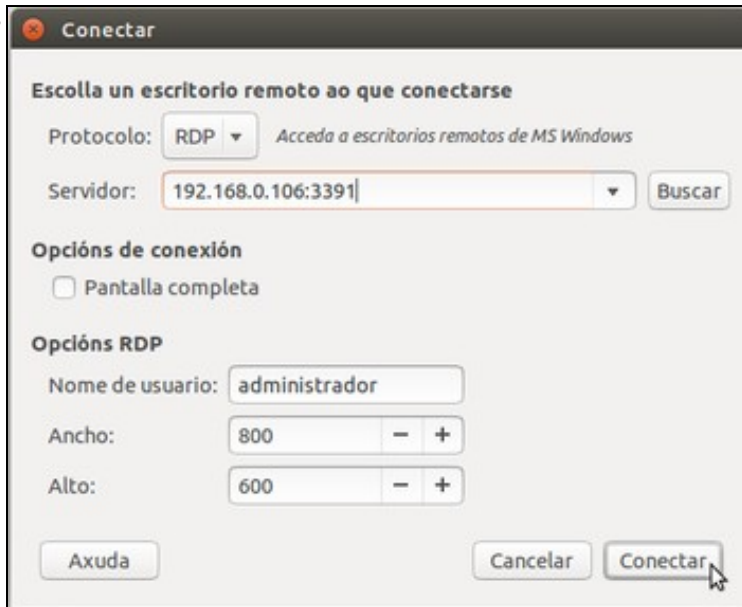 Conectar
Escolla un escritorio remoto ao que conectarse
Protocolo: RDP Acceda a escritorios remotos de MS Windows
Servidor: 192.168.0.106:3391 Buscar
Opcións de conexión
Pantalla completa
Opcións RDP
Nome de usuario: administrador
Ancho: 800 − +
Alto: 600 − +
Axuda Cancelar Conectar